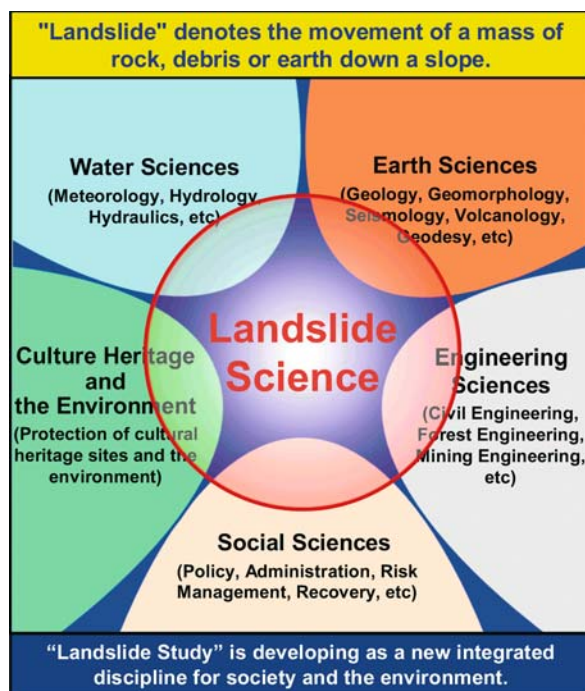 "Landslide" denotes the movement of a mass of
rock, debris or earth down a slope.
Water Sciences
(Meteorology, Hydrology,
Hydraulics, etc)
Earth Sciences
(Geology, Geomorphology,
Seismology, Volcanology,
Geodesy, etc)
Landslide
Science
Culture Heritage
and
the Environment
(Protection of cultural
heritage sites and the
environment)
Engineering
Sciences
(Civil Engineering,
Forest Engineering,
Mining Engineering,
etc)
Social Sciences
(Policy, Administration, Risk
Management, Recovery, etc)
“Landslide Study” is developing as a new integrated
discipline for society and the environment.